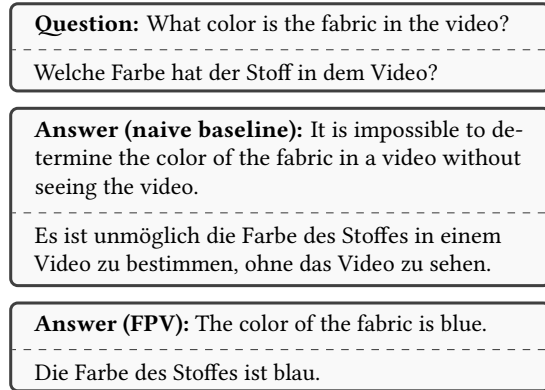 Question: What color is the fabric in the video?
Welche Farbe hat der Stoff in dem Video?
Answer (naive baseline): It is impossible to de-
termine the color of the fabric in a video without
seeing the video.
Es ist unmöglich die Farbe des Stoffes in einem
Video zu bestimmen, ohne das Video zu sehen.
Answer (FPV): The color of the fabric is blue.
Die Farbe des Stoffes ist blau.